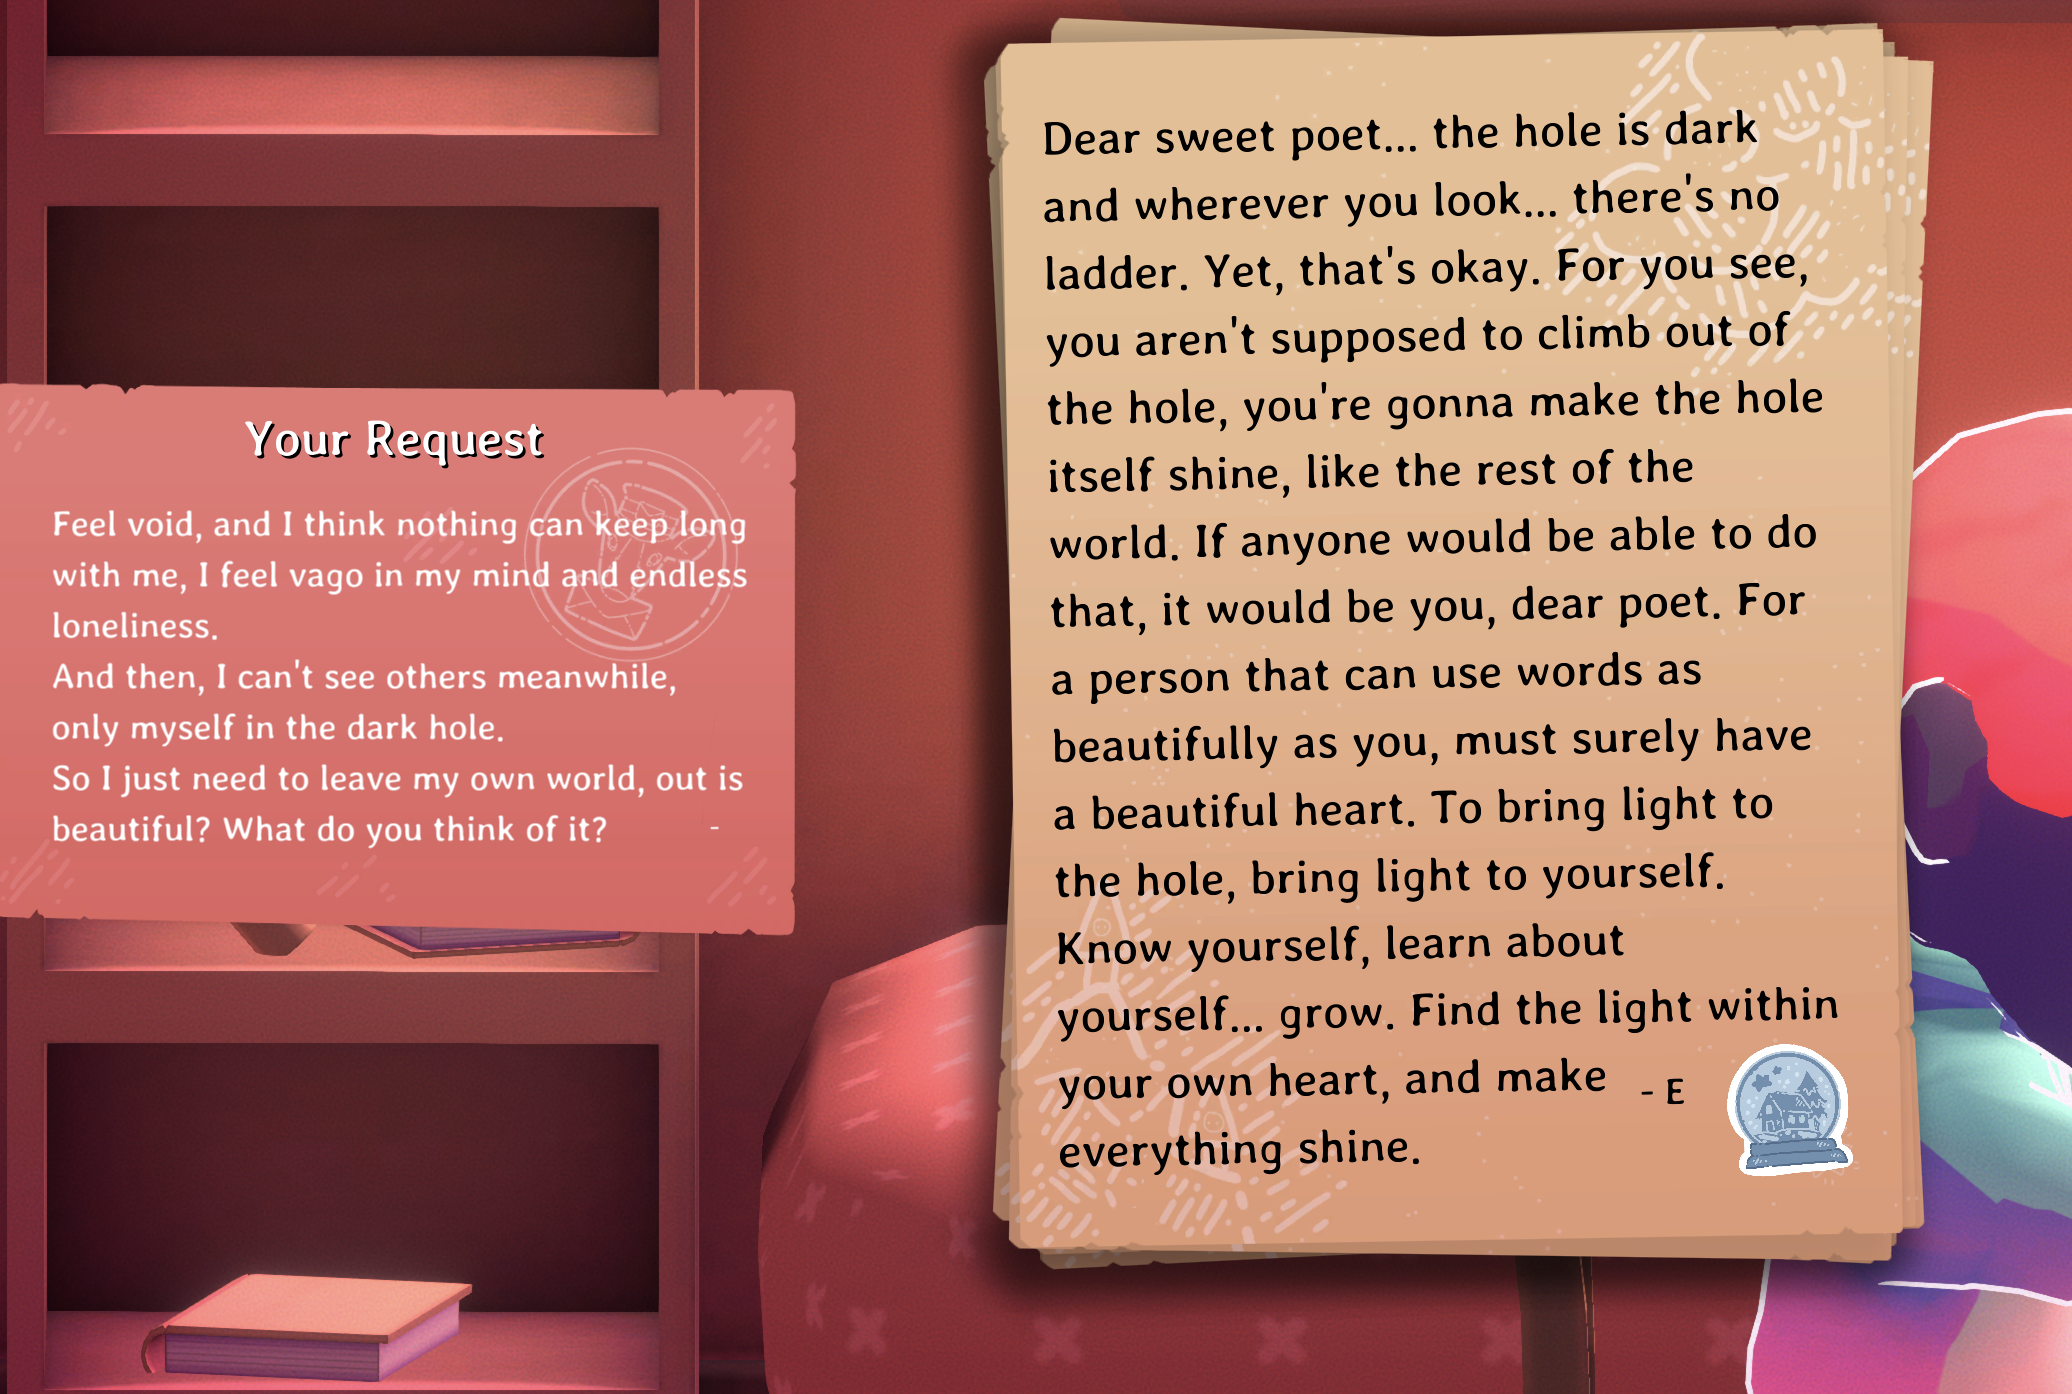 Your Request
Feel void, and I think nothing can keep long
with me, I feel vago in my mind and endless
loneliness.
And then, I can't see others meanwhile,
only myself in the dark hole.
So I just need to leave my own world, out is
beautiful? What do you think of it?
-
Dear sweet poet... the hole is dark
and wherever you look... there's no
ladder. Yet, that's okay. For you see,
you aren't supposed to climb out of
the hole, you're gonna make the hole
itself shine, like the rest of the
world. If anyone would be able to do
that, it would be you, dear poet. For
a person that can use words as
beautifully as you, must surely have
a beautiful heart. To bring light to
the hole, bring light to yourself.
Know yourself, learn about
yourself... grow. Find the light within
your own heart, and make
everything shine.
- E